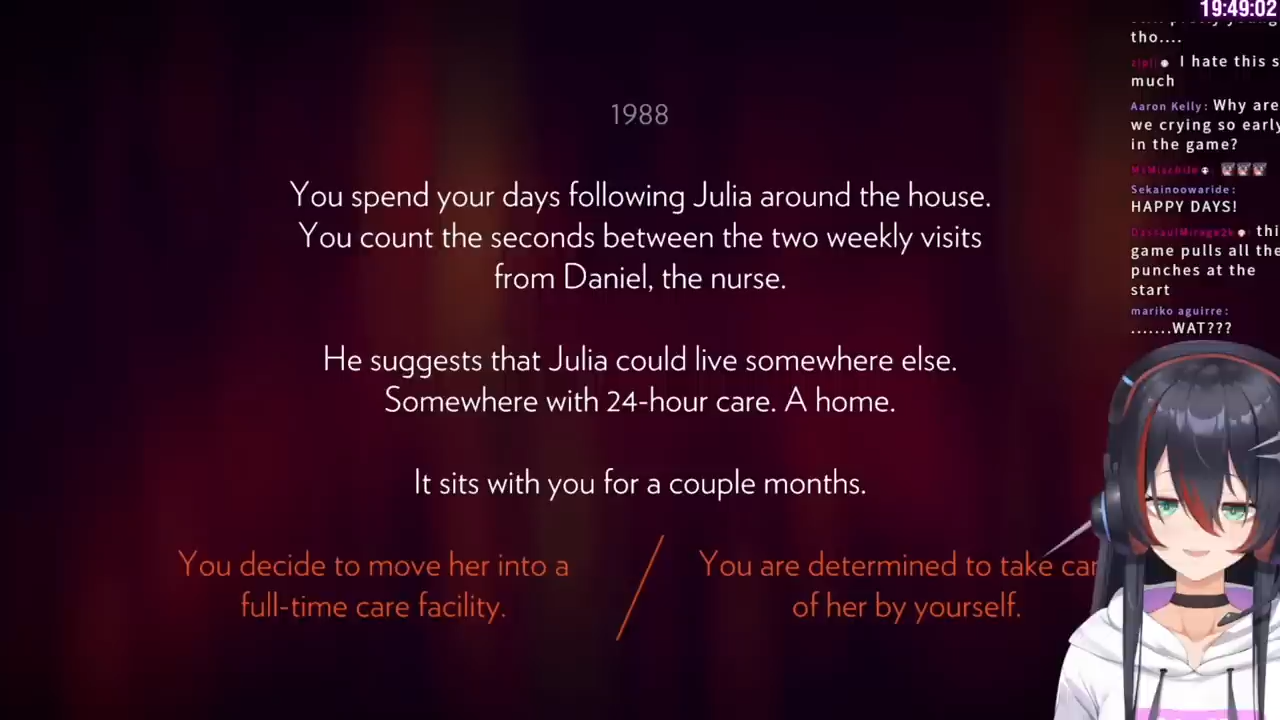 19:49:02
tho....
I hate this s
much
Aaron Kelly: Why are
we crying so early
in the game?
Sekainoowaride:
HAPPY DAYS!
thi
game pulls all the
punches at the
start
mariko aguirre:
.......WAT???
1988
You spend your days following Julia around the house.
You count the seconds between the two weekly visits
from Daniel, the nurse.
He suggests that Julia could live somewhere else.
Somewhere with 24-hour care. A home.
It sits with you for a couple months.
You decide to move her into a
full-time care facility.
You are determined to take car
of her by yourself.